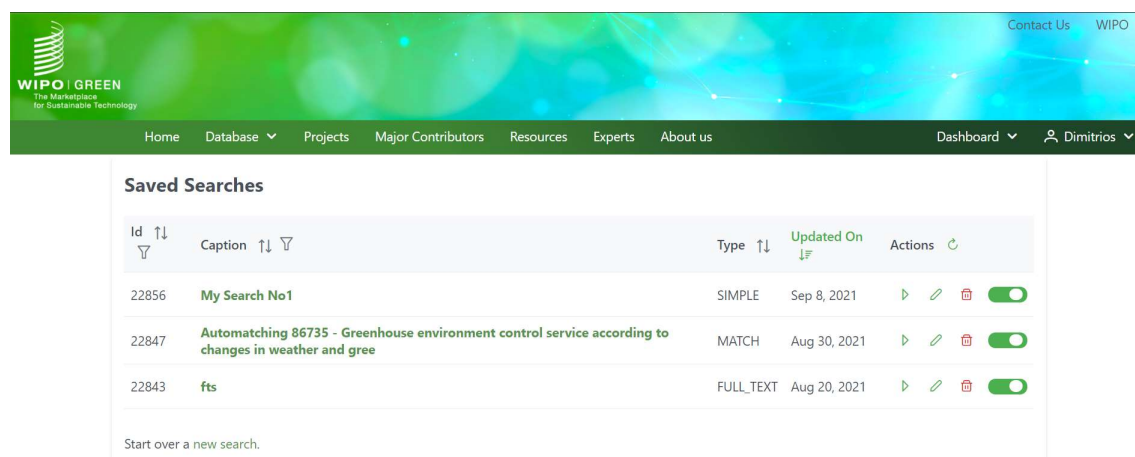 Contact Us WIPO
WIPO | GREEN
The Marketplace
for Sustainable Technology
Home Database Projects Major Contributors Resources Experts About us Dashboard Dimitrios
Saved Searches
Id Caption Type Updated On Actions
22856 My Search No1 SIMPLE Sep 8, 2021
22847 Automatching 86735 - Greenhouse environment control service according to
changes in weather and gree MATCH Aug 30, 2021
22843 fts FULL_TEXT Aug 20, 2021
Start over a new search.